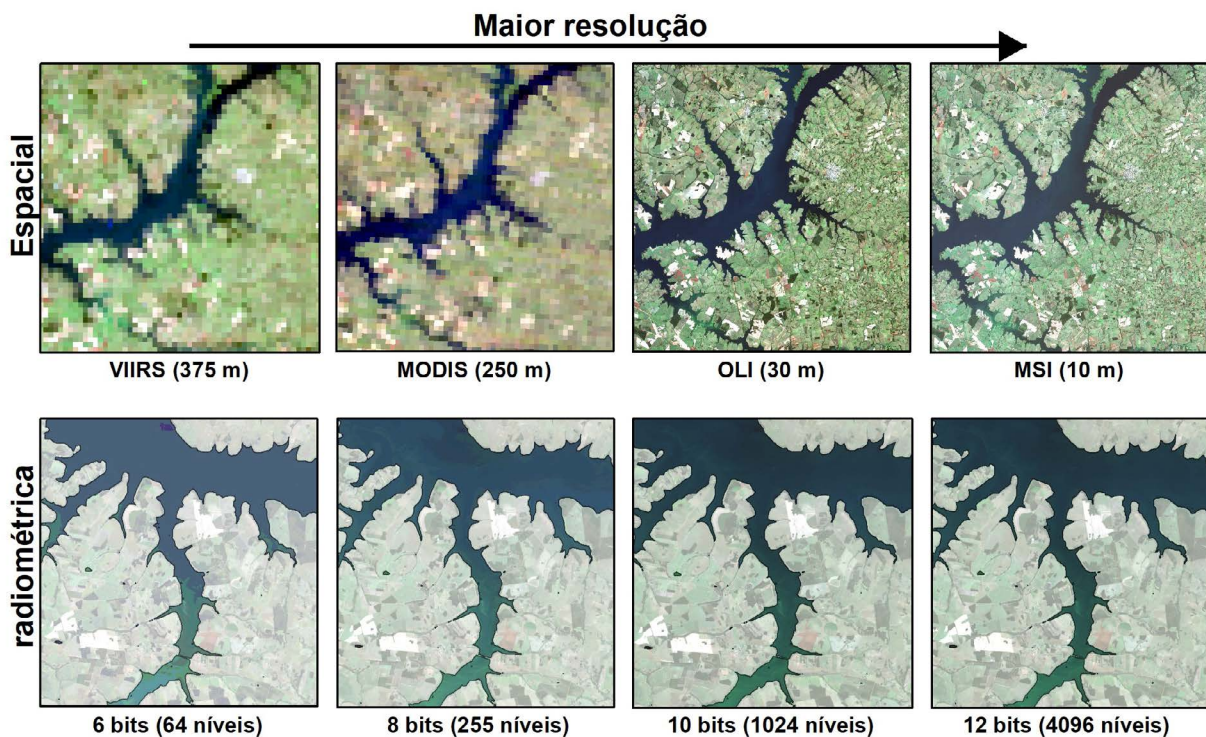 Maior resolução
Espacial
VIIRS (375 m)
MODIS (250 m)
OLI (30 m)
MSI (10 m)
radiométrica
6 bits (64 níveis)
8 bits (255 níveis)
10 bits (1024 níveis)
12 bits (4096 níveis)